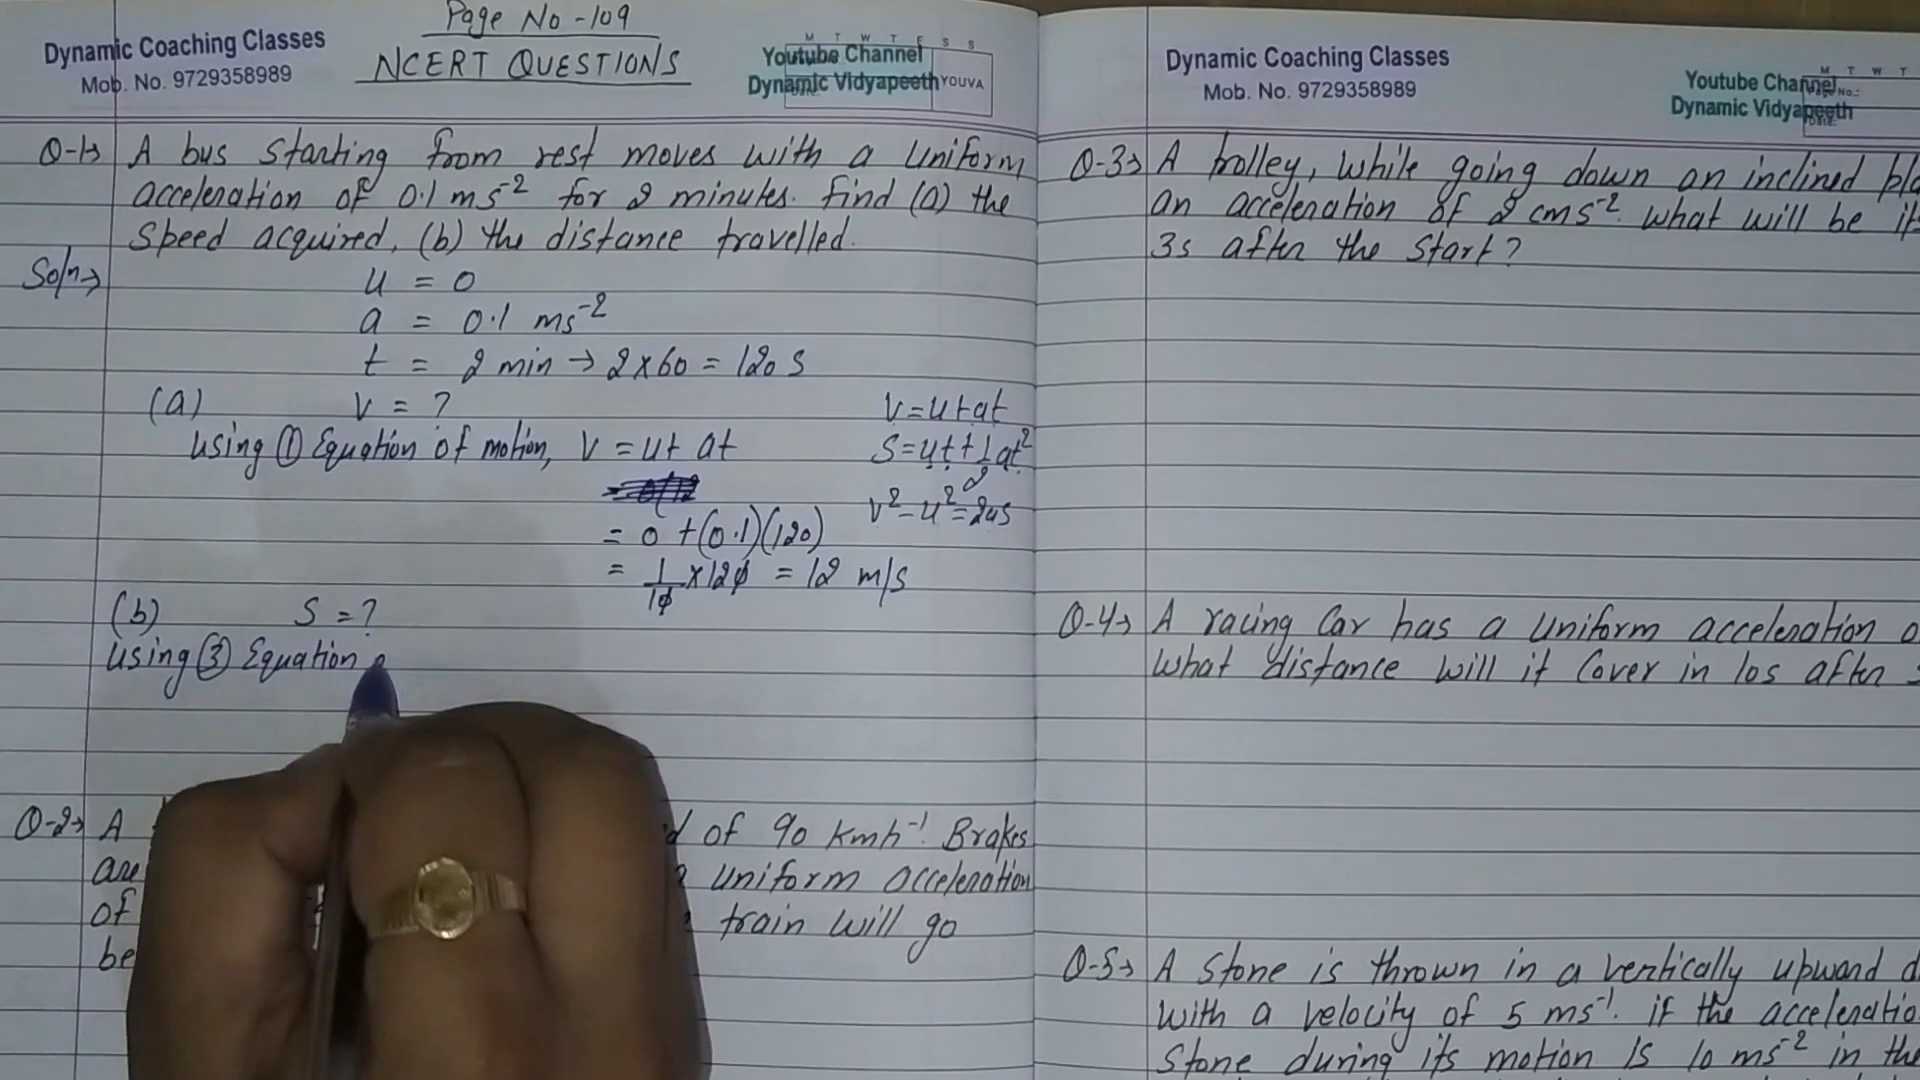 Page No - 109
NCERT QUESTIONS
Dynamic Coaching Classes
Mob. No. 9729358989
M T W T F S S
Youtube Channel
Dynamic Vidyapeeth
YOUVA
Q-1→ A bus starting from rest moves with a uniform
acceleration of 0.1 ms⁻² for 2 minutes. find (a) the
speed acquired, (b) the distance travelled.
Soln→
u = 0
a = 0.1 ms⁻²
t = 2 min → 2×60 = 120 s
(a) v = ?
using ① Equation of motion, v = u+at
= 0 + (0.1)(120)
= 1/10 × 120 = 12 m/s
v=u+at
S=ut+1/2at²
v²-u²=2as
(b) S = ?
using ③ Equation
Q-2→ A
of 90 kmh⁻¹. Brakes
are
uniform acceleration
of
train will go
be
Dynamic Coaching Classes
Mob. No. 9729358989
M T W T
Youtube Channel
Dynamic Vidyapeeth
Q-3→ A trolley, while going down an inclined
an acceleration of 2 cms⁻². what will be
3s after the start?
Q-4→ A racing car has a uniform acceleration
what distance will it cover in 10s after
Q-5→ A stone is thrown in a vertically upward
with a velocity of 5 ms⁻¹. if the
stone during its motion is 10 ms⁻² in the